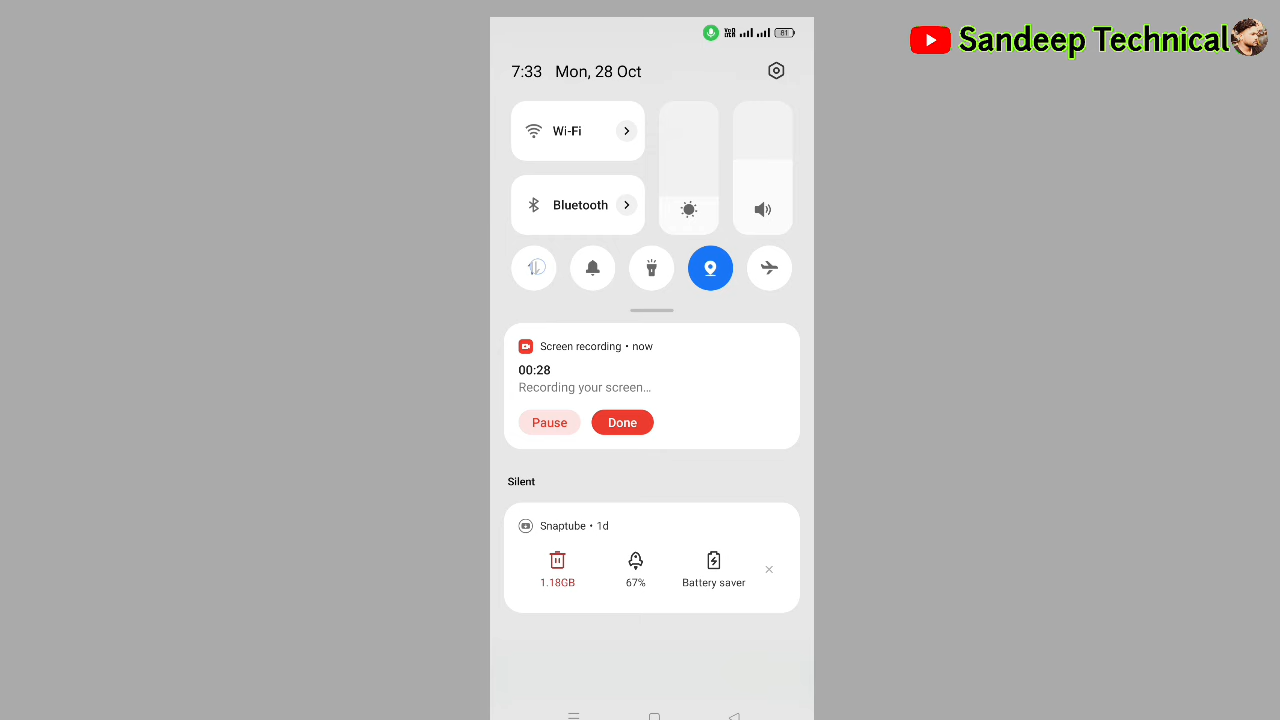 Sandeep Technical
81
7:33 Mon, 28 Oct
Wi-Fi
Bluetooth
Screen recording • now
00:28
Recording your screen...
Pause Done
Silent
Snaptube • 1d
1.18GB 67% Battery saver